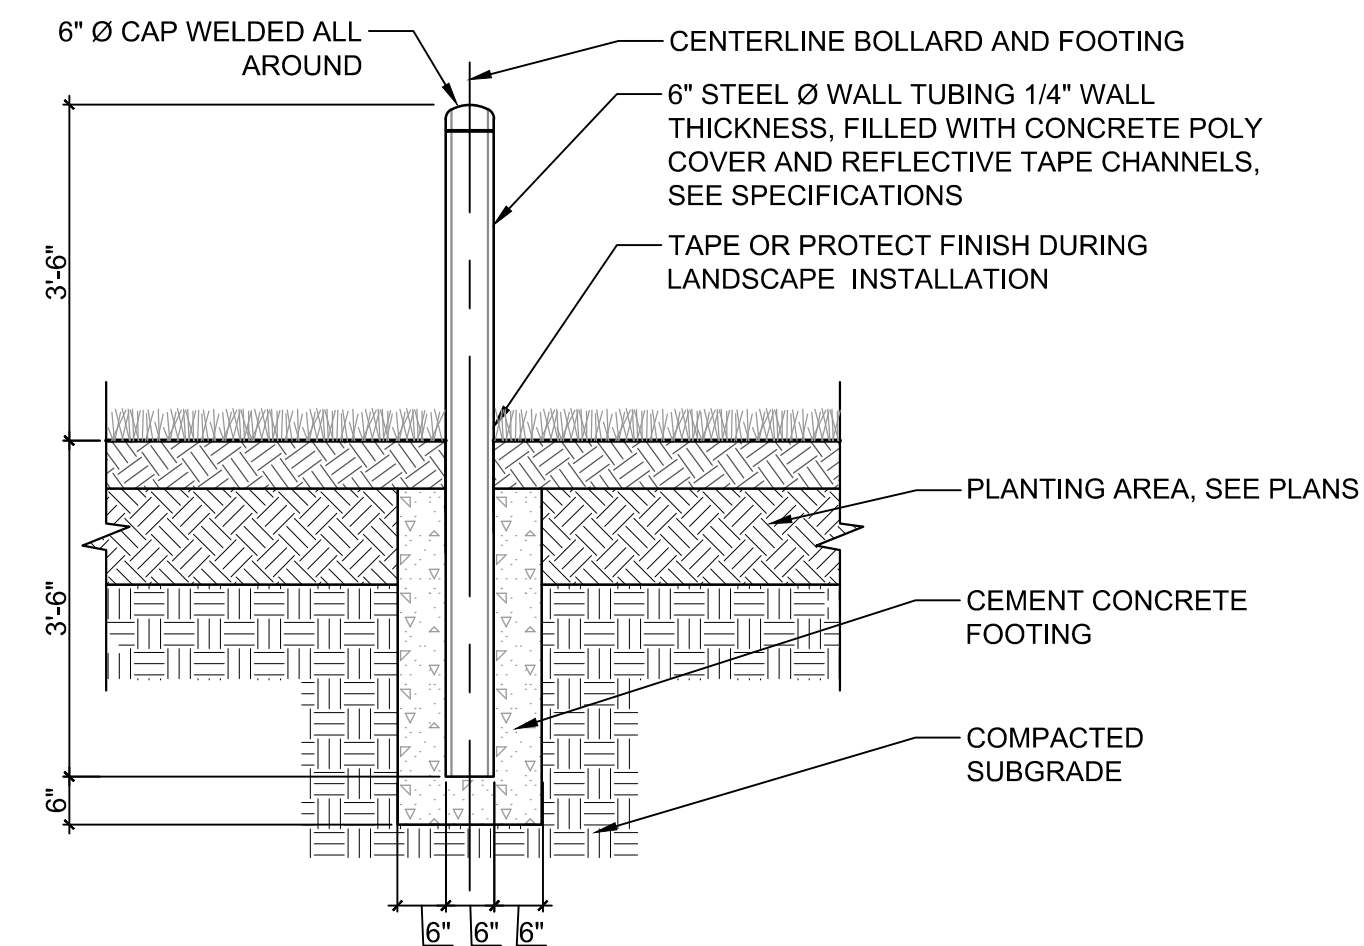 6" Ø CAP WELDED ALL
AROUND
CENTERLINE BOLLARD AND FOOTING
6" STEEL Ø WALL TUBING 1/4" WALL
THICKNESS, FILLED WITH CONCRETE POLY
COVER AND REFLECTIVE TAPE CHANNELS,
SEE SPECIFICATIONS
TAPE OR PROTECT FINISH DURING
LANDSCAPE INSTALLATION
3'-6"
PLANTING AREA, SEE PLANS
3'-6"
CEMENT CONCRETE
FOOTING
COMPACTED
SUBGRADE
6"
6" 6" 6"